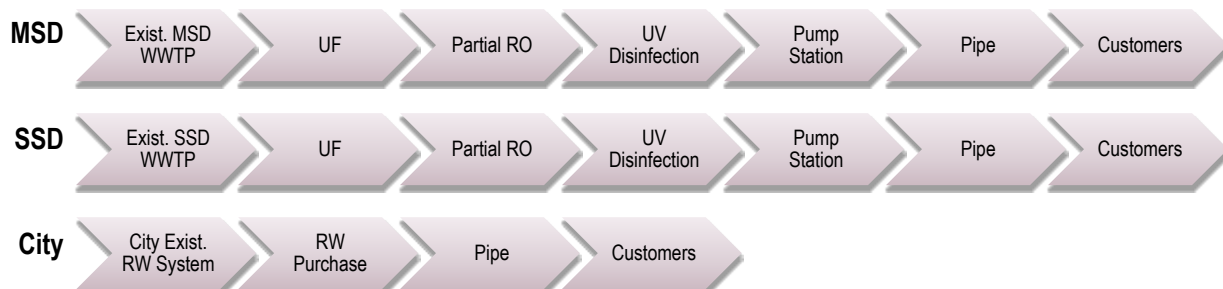 MSD
Exist. MSD
WWTP
UF
Partial RO
UV
Disinfection
Pump
Station
Pipe
Customers
SSD
Exist. SSD
WWTP
UF
Partial RO
UV
Disinfection
Pump
Station
Pipe
Customers
City
City Exist.
RW System
RW
Purchase
Pipe
Customers